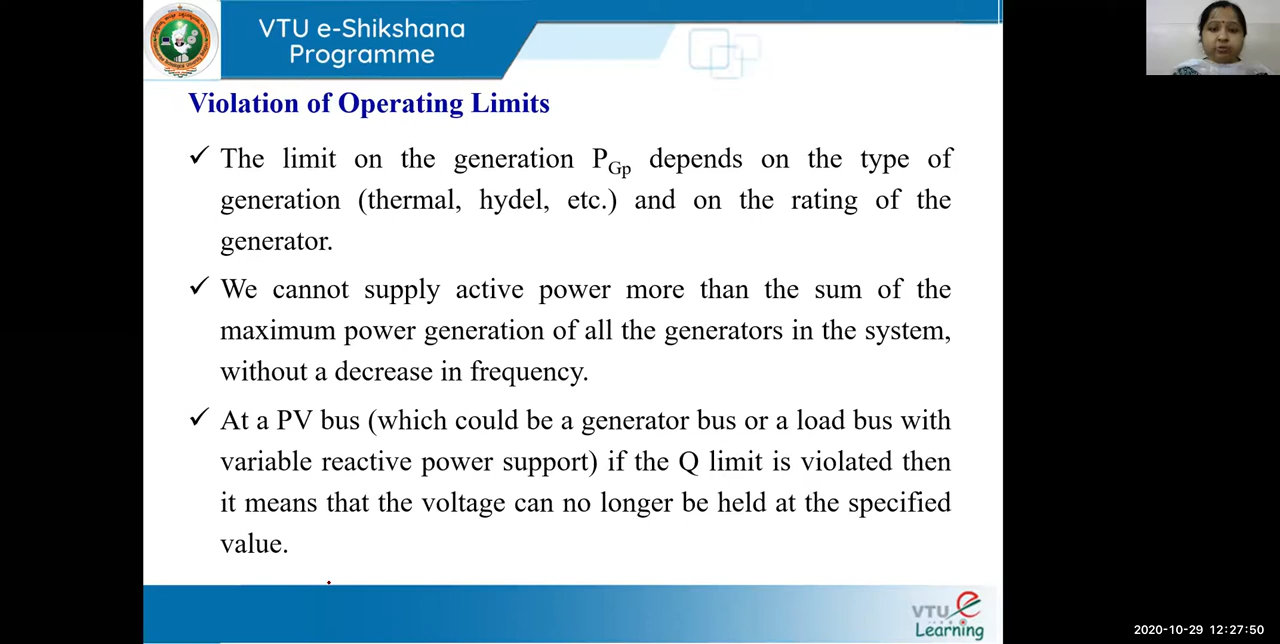 VTU e-Shikshana
Programme
Violation of Operating Limits
✓ The limit on the generation P_Gp depends on the type of
generation (thermal, hydel, etc.) and on the rating of the
generator.
✓ We cannot supply active power more than the sum of the
maximum power generation of all the generators in the system,
without a decrease in frequency.
✓ At a PV bus (which could be a generator bus or a load bus with
variable reactive power support) if the Q limit is violated then
it means that the voltage can no longer be held at the specified
value.
VTU e
Learning
2020-10-29 12:27:50